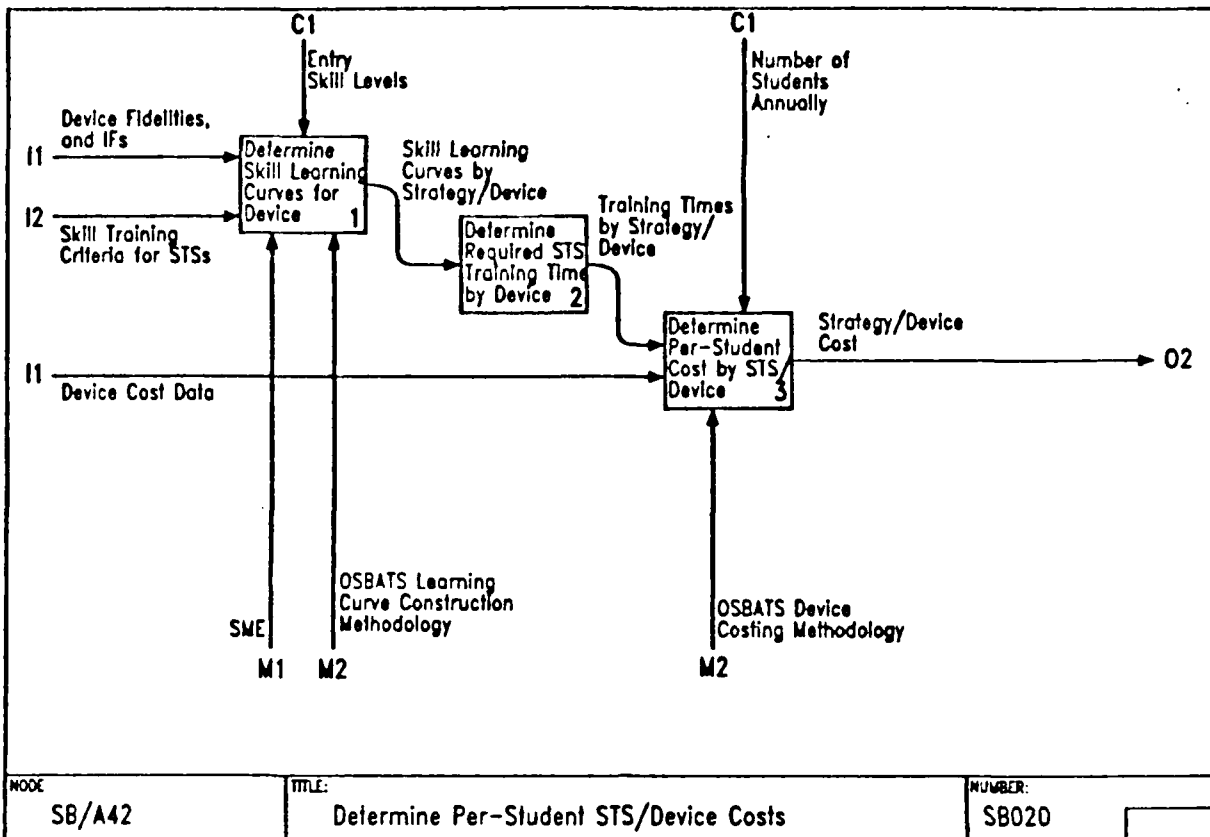 C1
Entry
Skill Levels
C1
Number of
Students
Annually
Device Fidelities,
and IFs
I1
I2
Skill Training
Criteria for STSs
Determine
Skill Learning
Curves for
Device
1
Skill Learning
Curves by
Strategy/Device
Determine
Required STS
Training Time
by Device
2
Training Times
by Strategy/
Device
I1
Device Cost Data
Determine
Per-Student
Cost by STS/
Device
3
Strategy/Device
Cost
O2
SME
M1
OSBATS Learning
Curve Construction
Methodology
M2
OSBATS Device
Costing Methodology
M2
NODE
SB/A42
TITLE:
Determine Per-Student STS/Device Costs
NUMBER:
SB020